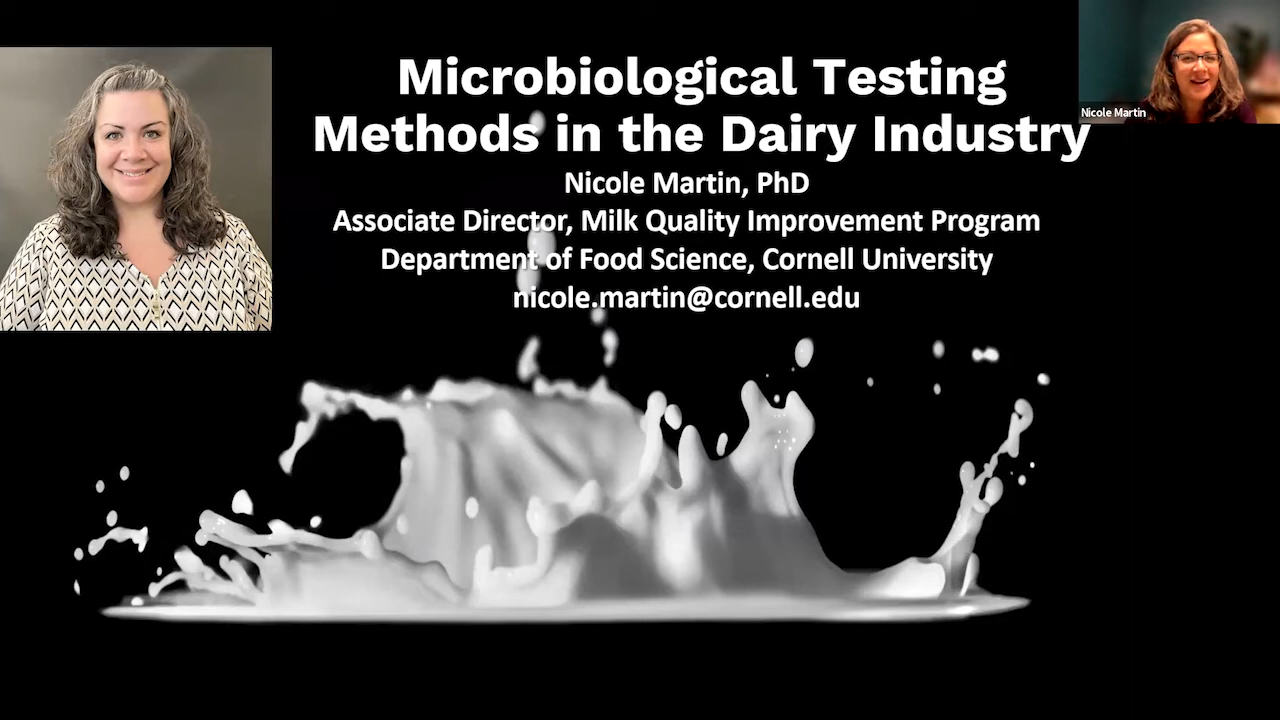 Microbiological Testing
Methods in the Dairy Industry
Nicole Martin, PhD
Associate Director, Milk Quality Improvement Program
Department of Food Science, Cornell University
nicole.martin@cornell.edu
Nicole Martin